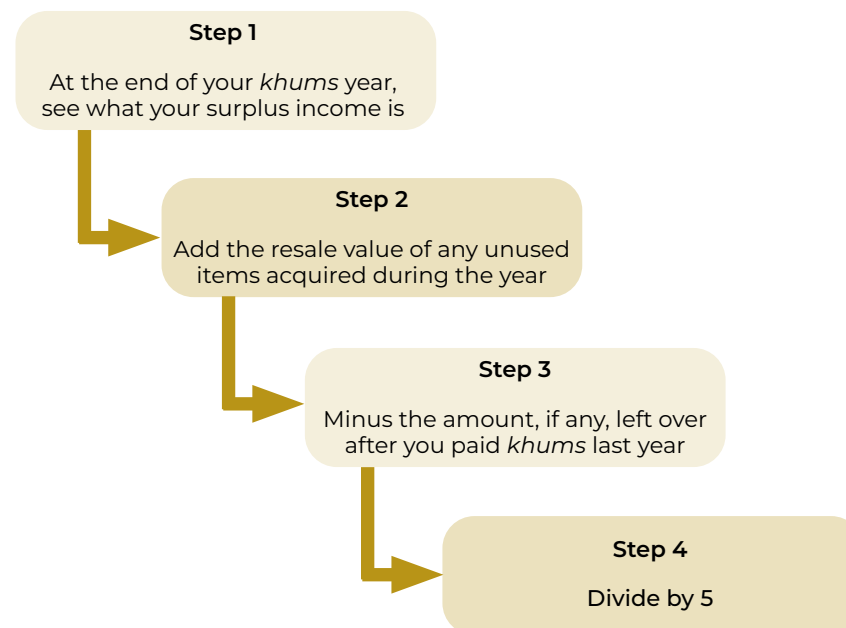 Step 1
At the end of your khums year,
see what your surplus income is
Step 2
Add the resale value of any unused
items acquired during the year
Step 3
Minus the amount, if any, left over
after you paid khums last year
Step 4
Divide by 5